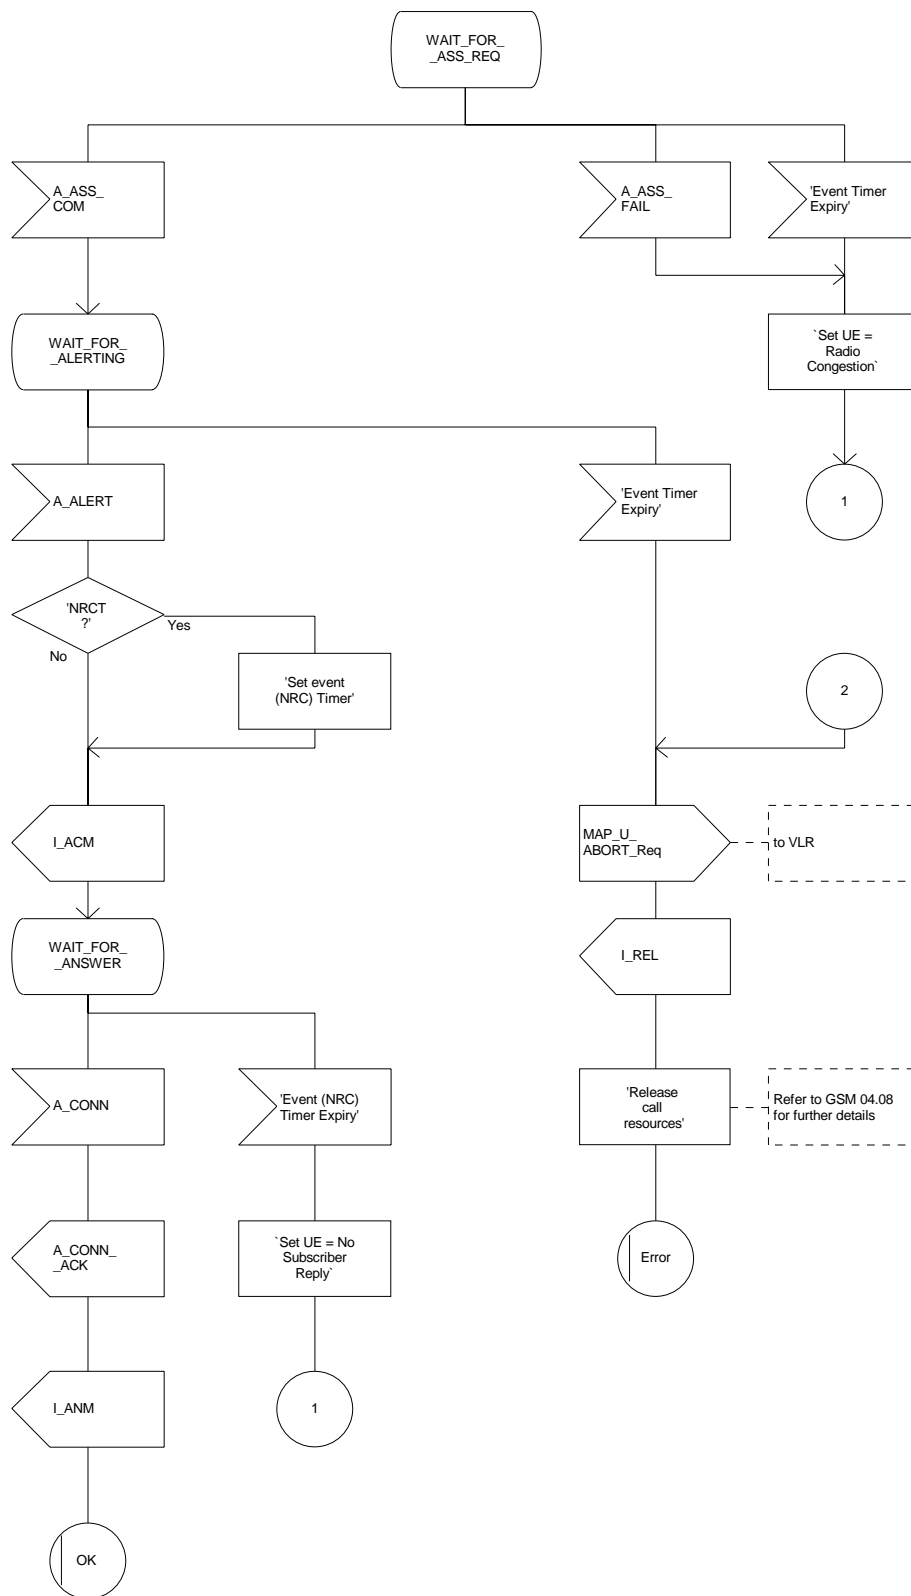 WAIT_FOR_
_ASS_REQ
A_ASS_
COM
A_ASS_
FAIL
'Event Timer
Expiry'
WAIT_FOR_
_ALERTING
`Set UE =
Radio
Congestion`
A_ALERT
'Event Timer
Expiry'
1
'NRCT
?'
Yes
No
'Set event
(NRC) Timer'
2
I_ACM
MAP_U_
ABORT_Req
to VLR
WAIT_FOR_
_ANSWER
I_REL
A_CONN
'Event (NRC)
Timer Expiry'
'Release
call
resources'
Refer to GSM 04.08
for further details
A_CONN_
_ACK
`Set UE = No
Subscriber
Reply`
Error
I_ANM
1
OK